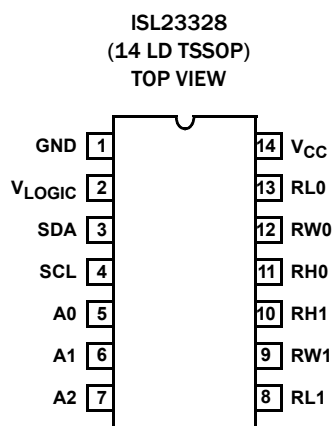 ISL23328
(14 LD TSSOP)
TOP VIEW
GND 1 14 VCC
VLOGIC 2 13 RL0
SDA 3 12 RW0
SCL 4 11 RH0
A0 5 10 RH1
A1 6 9 RW1
A2 7 8 RL1